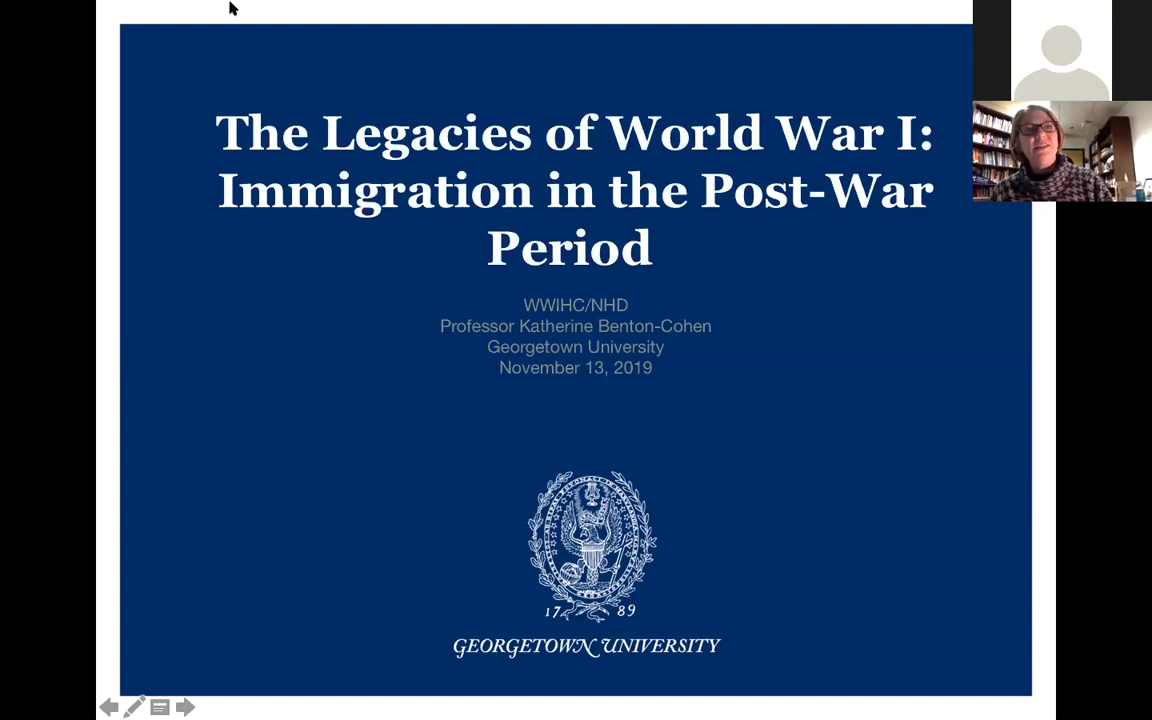 The Legacies of World War I:
Immigration in the Post-War
Period
WWIHC/NHD
Professor Katherine Benton-Cohen
Georgetown University
November 13, 2019
17 89
GEORGETOWN UNIVERSITY